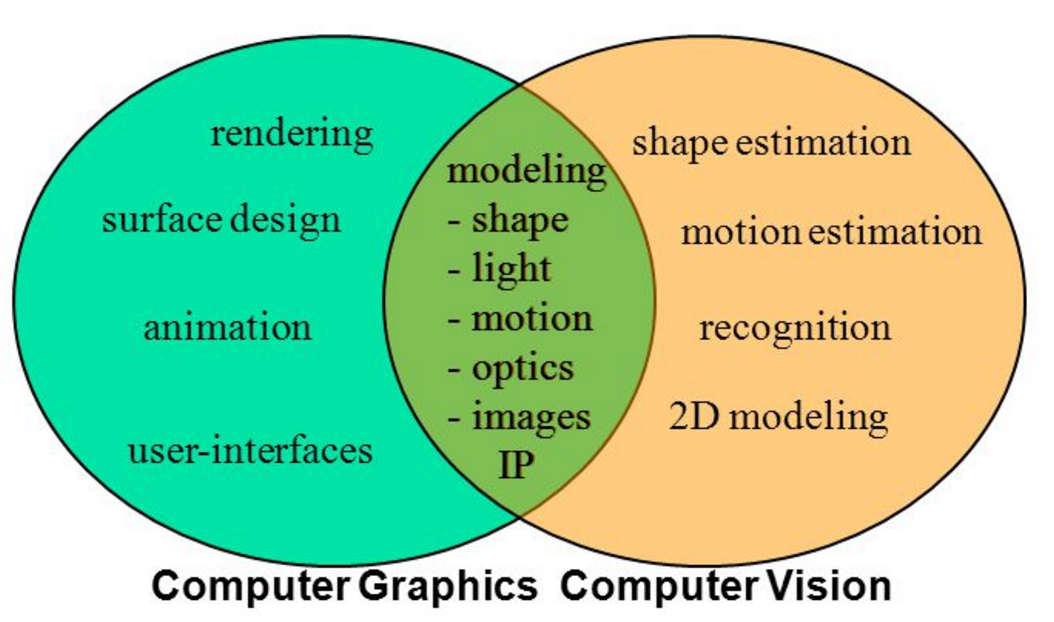 rendering
surface design
animation
user-interfaces
modeling
- shape
- light
- motion
- optics
- images
IP
shape estimation
motion estimation
recognition
2D modeling
Computer Graphics
Computer Vision